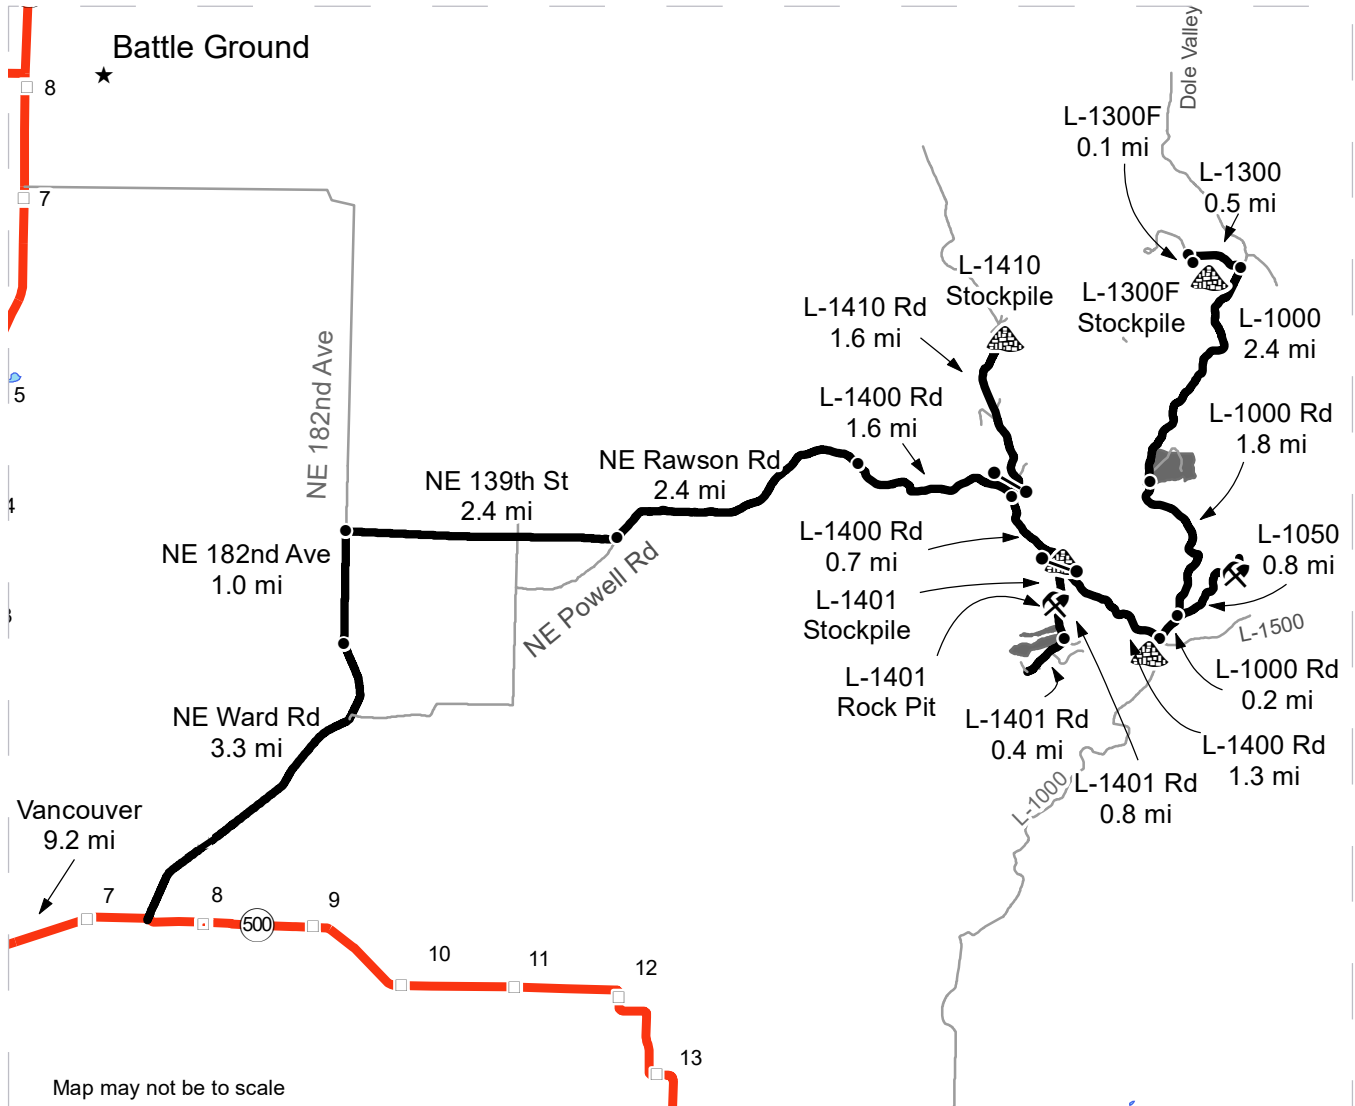 Battle Ground
8
7
5
4
Dole Valley
L-1300F
0.1 mi
L-1300
0.5 mi
L-1410
Stockpile
L-1300F
Stockpile
L-1410 Rd
1.6 mi
L-1000
2.4 mi
L-1400 Rd
1.6 mi
L-1000 Rd
1.8 mi
NE 182nd Ave
NE 139th St
2.4 mi
NE Rawson Rd
2.4 mi
NE 182nd Ave
1.0 mi
NE Powell Rd
L-1400 Rd
0.7 mi
L-1050
0.8 mi
L-1401
Stockpile
L-1500
L-1401
Rock Pit
L-1000 Rd
0.2 mi
L-1401 Rd
0.4 mi
L-1400 Rd
1.3 mi
L-1401 Rd
0.8 mi
L-1000
NE Ward Rd
3.3 mi
Vancouver
9.2 mi
7
8
500
9
10
11
12
13
Map may not be to scale